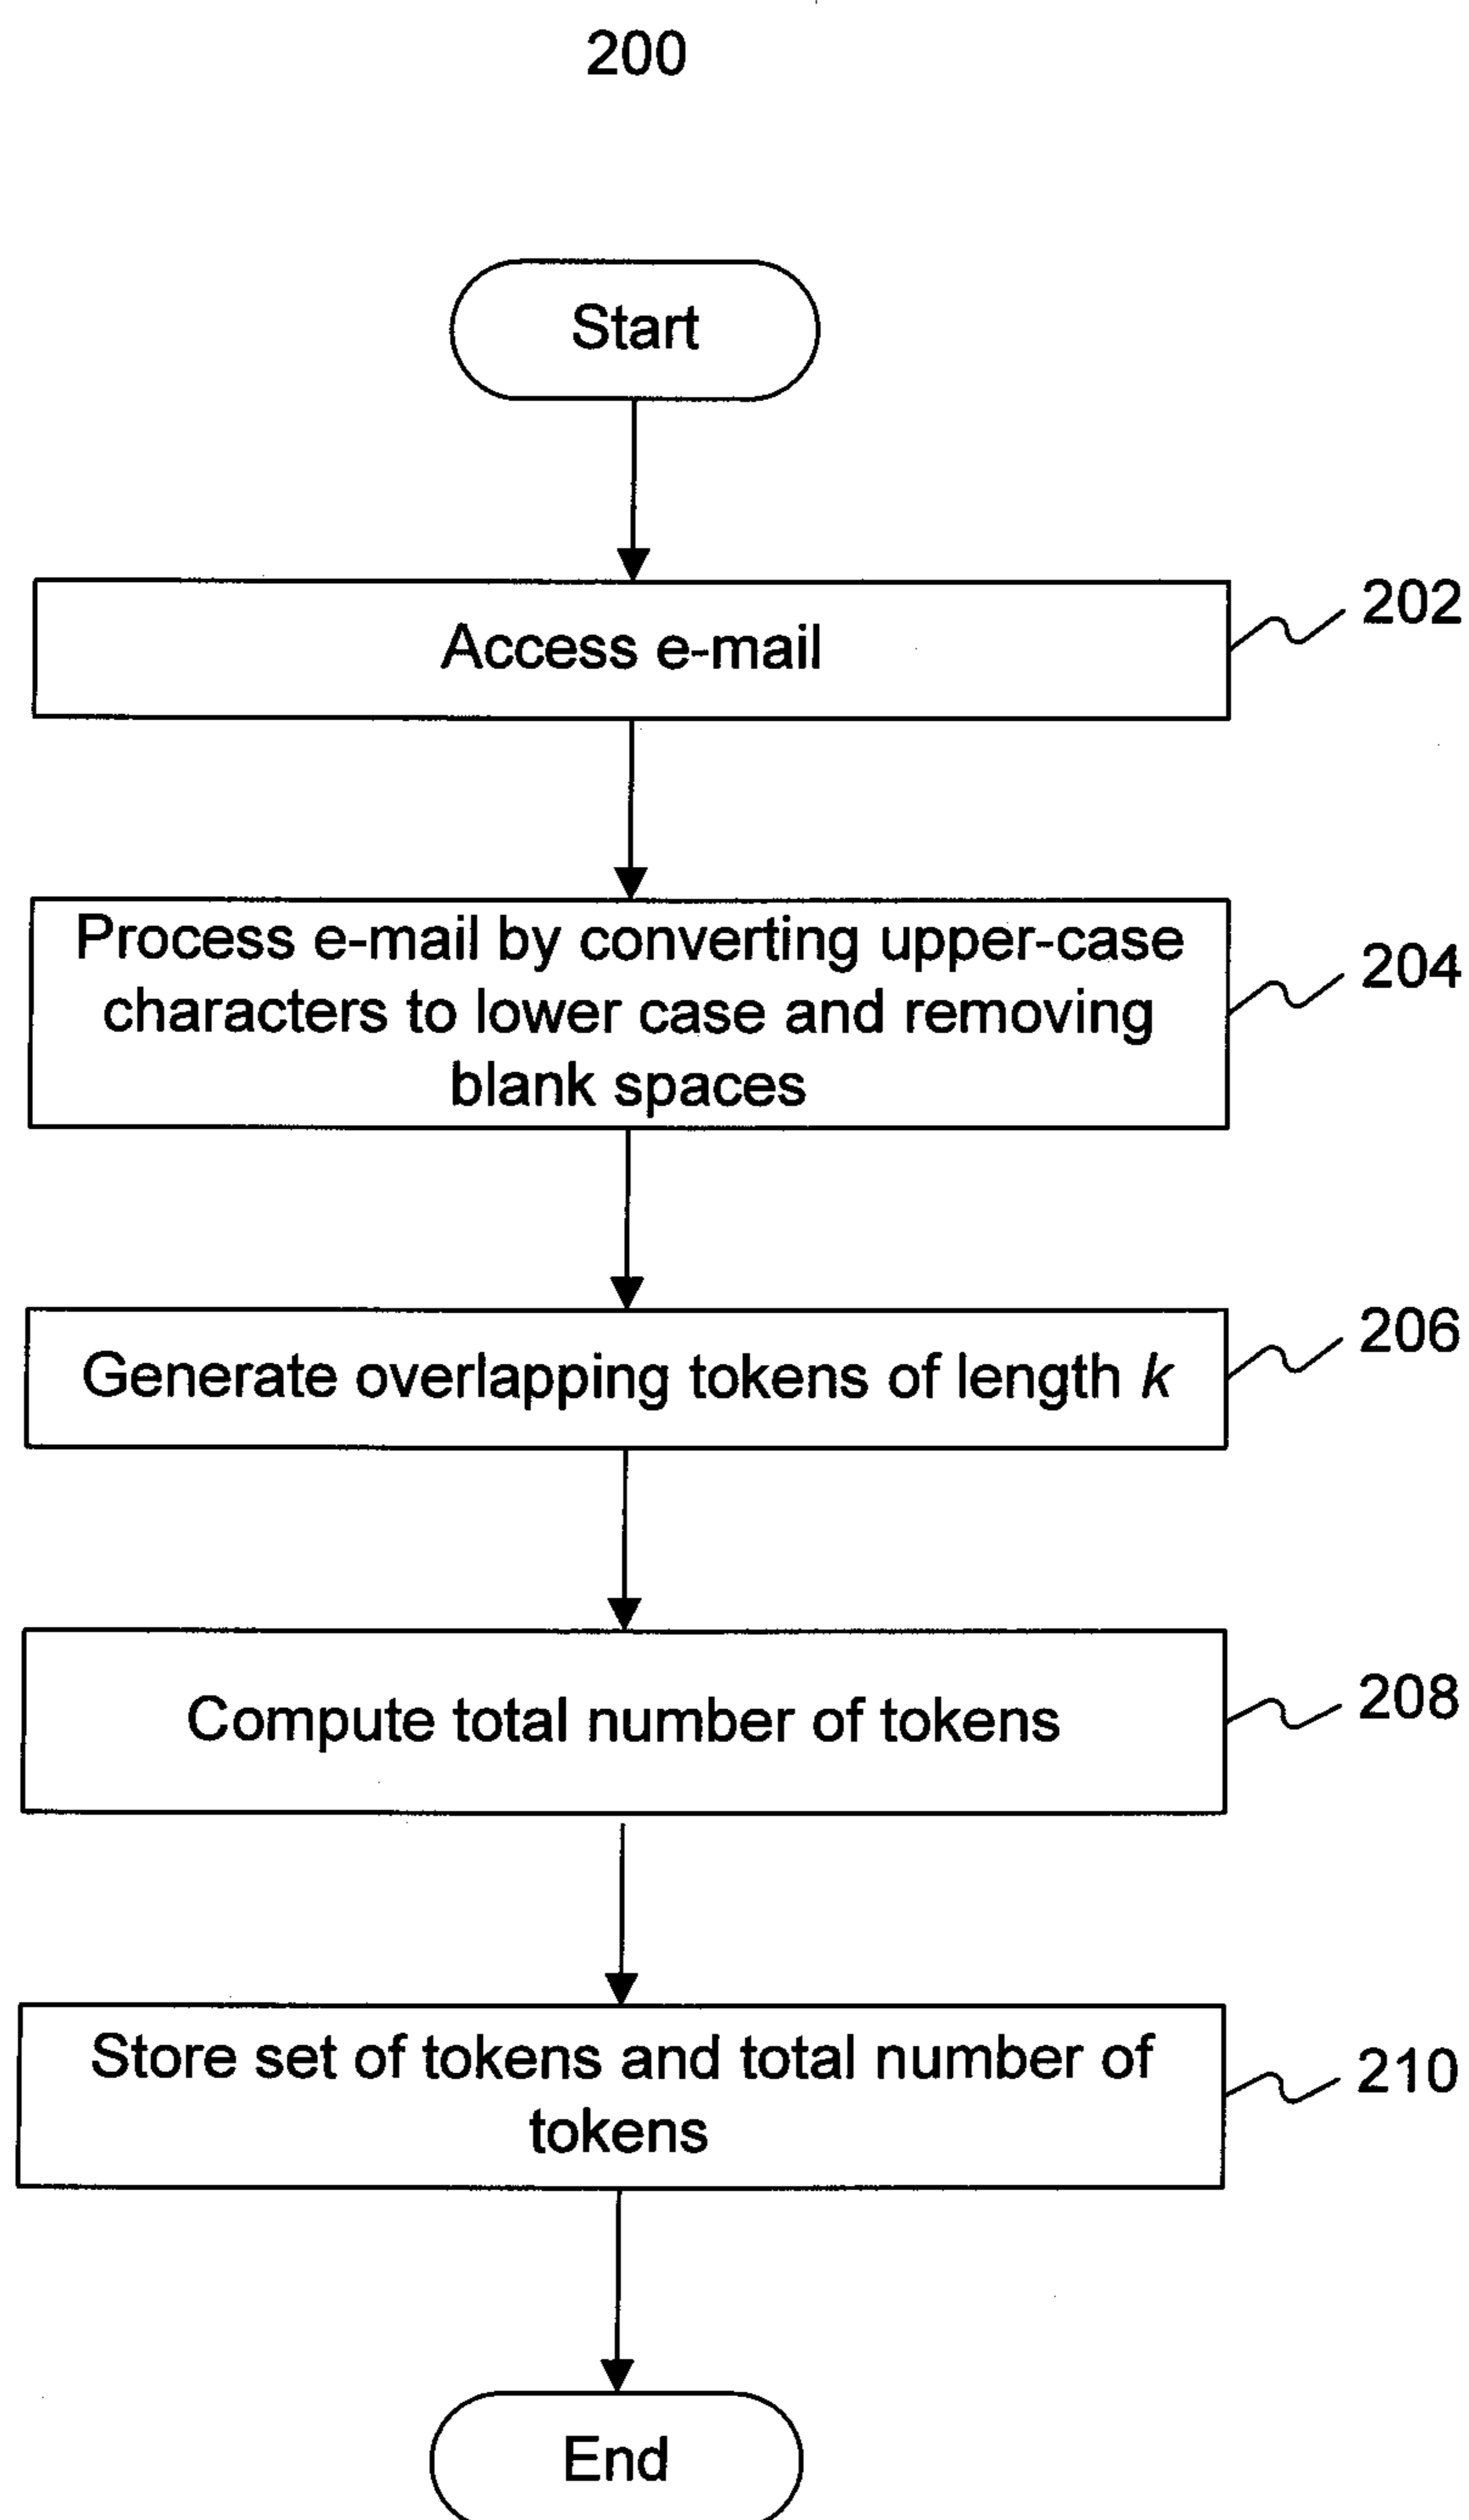 200
Start
Access e-mail
202
Process e-mail by converting upper-case
characters to lower case and removing
blank spaces
204
Generate overlapping tokens of length k
206
Compute total number of tokens
208
Store set of tokens and total number of
tokens
210
End